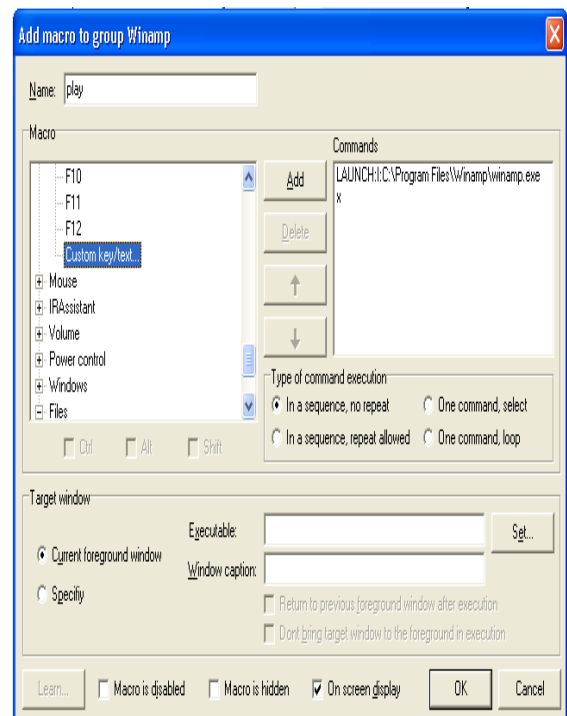 Add macro to group Winamp
Name: play
Macro
Commands
F10
F11
F12
Custom key/text...
Mouse
IRAssistant
Volume
Power control
Windows
Files
Add
Delete
LAUNCH:I:C:\Program Files\Winamp\winamp.exe
x
Ctrl Alt Shift
Type of command execution
In a sequence, no repeat One command, select
In a sequence, repeat allowed One command, loop
Target window
Current foreground window
Specifiy
Executable:
Set...
Window caption:
Return to previous foreground window after execution
Dont bring target window to the foreground in execution
Learn... Macro is disabled Macro is hidden On screen display OK Cancel